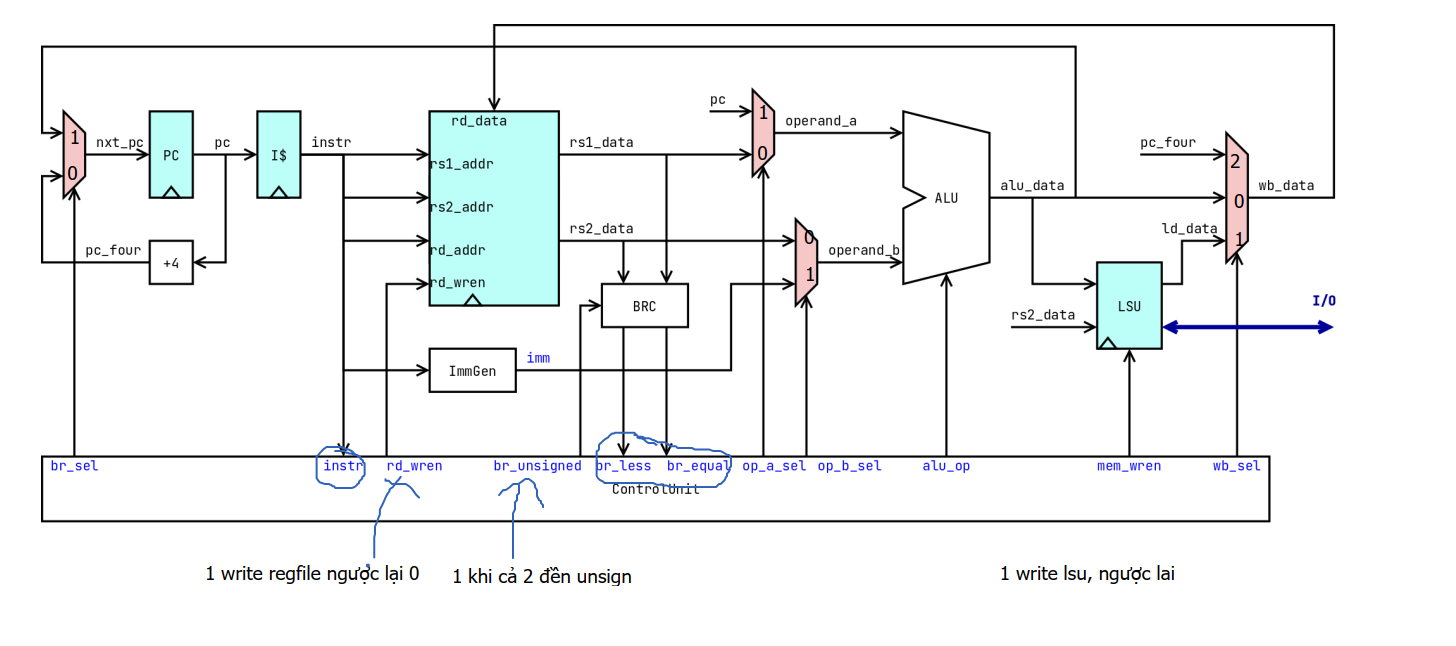 pc
1
operand_a
rd_data
1
nxt_pc
PC
pc
I$
instr
rs1_data
0
pc_four
2
rs1_addr
0
alu_data
wb_data
ALU
0
rs2_addr
rs2_data
0
ld_data
1
pc_four
+4
rd_addr
operand_b
1
rd_wren
BRC
LSU
I/O
rs2_data
imm
ImmGen
br_sel
instr
rd_wren
br_unsigned
br_less
br_equal
op_a_sel
op_b_sel
alu_op
mem_wren
wb_sel
ControlUnit
1 write regfile ngược lại 0
1 khi cả 2 đền unsign
1 write lsu, ngược lai